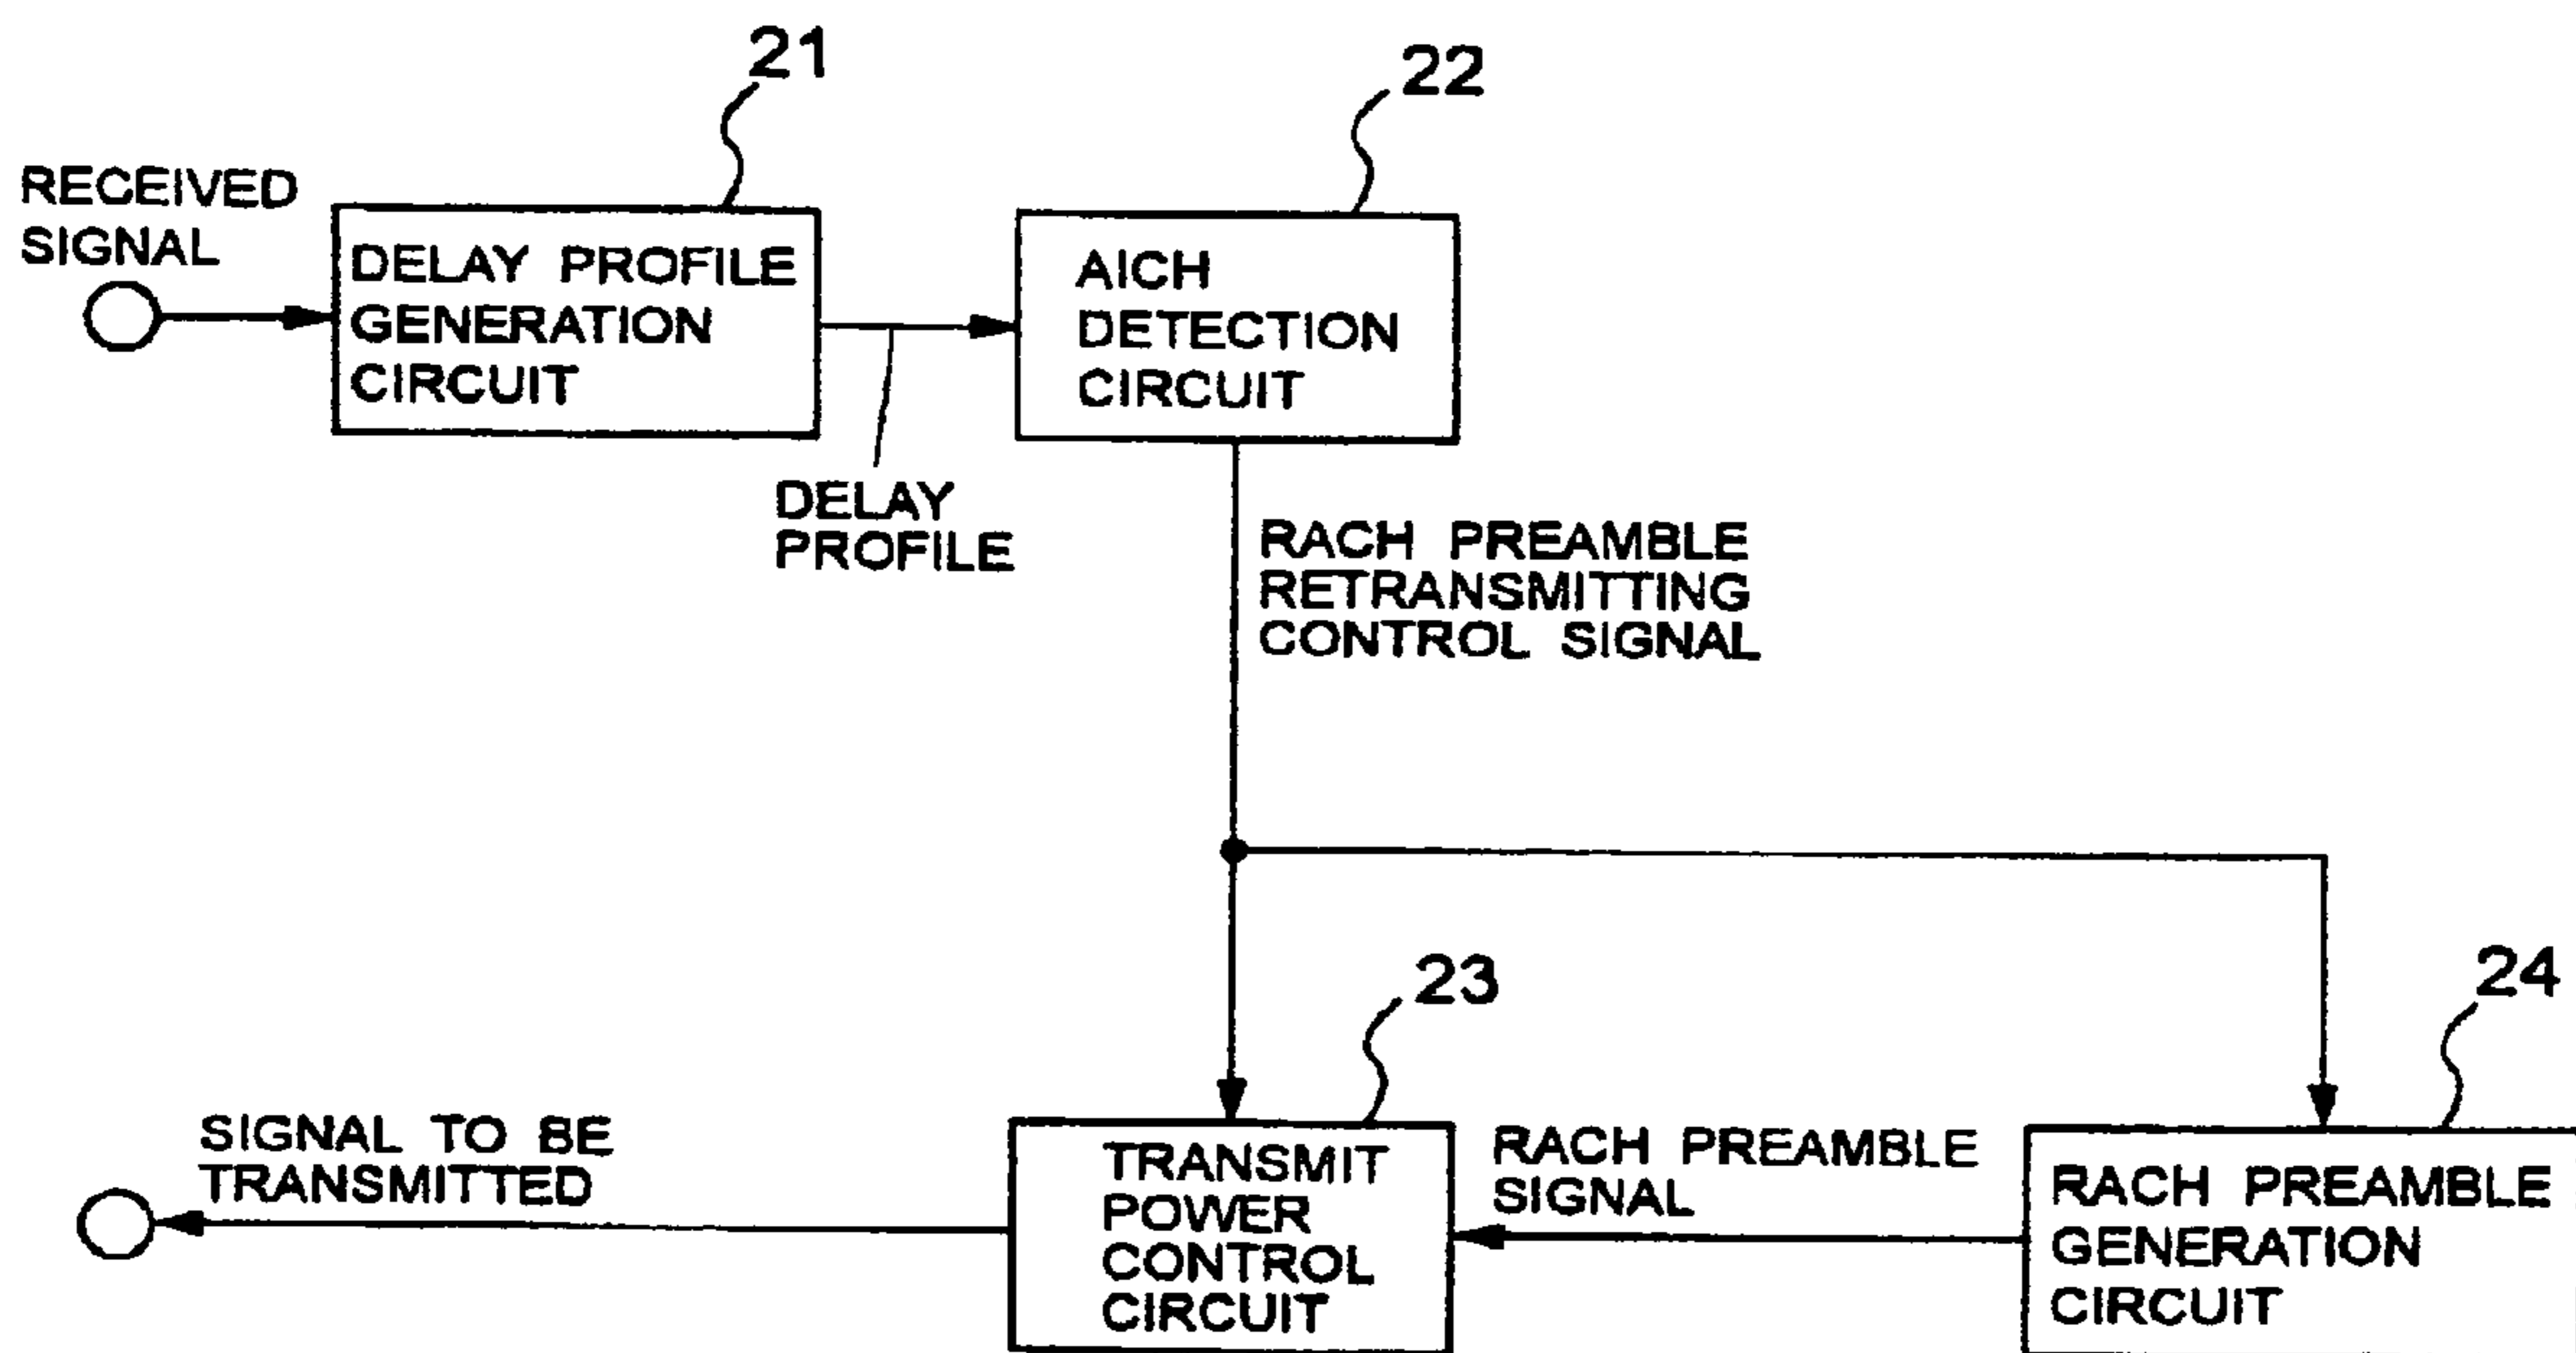 21
22
RECEIVED
SIGNAL
DELAY PROFILE
GENERATION
CIRCUIT
AICH
DETECTION
CIRCUIT
DELAY
PROFILE
RACH PREAMBLE
RETRANSMITTING
CONTROL SIGNAL
23
24
SIGNAL TO BE
TRANSMITTED
TRANSMIT
POWER
CONTROL
CIRCUIT
RACH PREAMBLE
SIGNAL
RACH PREAMBLE
GENERATION
CIRCUIT